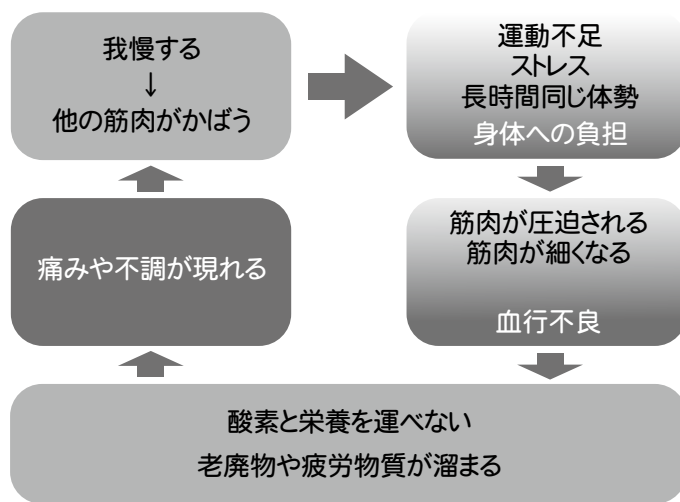 我慢する
↓
他の筋肉がかばう
運動不足
ストレス
長時間同じ体勢
身体への負担
筋肉が圧迫される
筋肉が細くなる
血行不良
酸素と栄養を運べない
老廃物や疲労物質が溜まる
痛みや不調が現れる